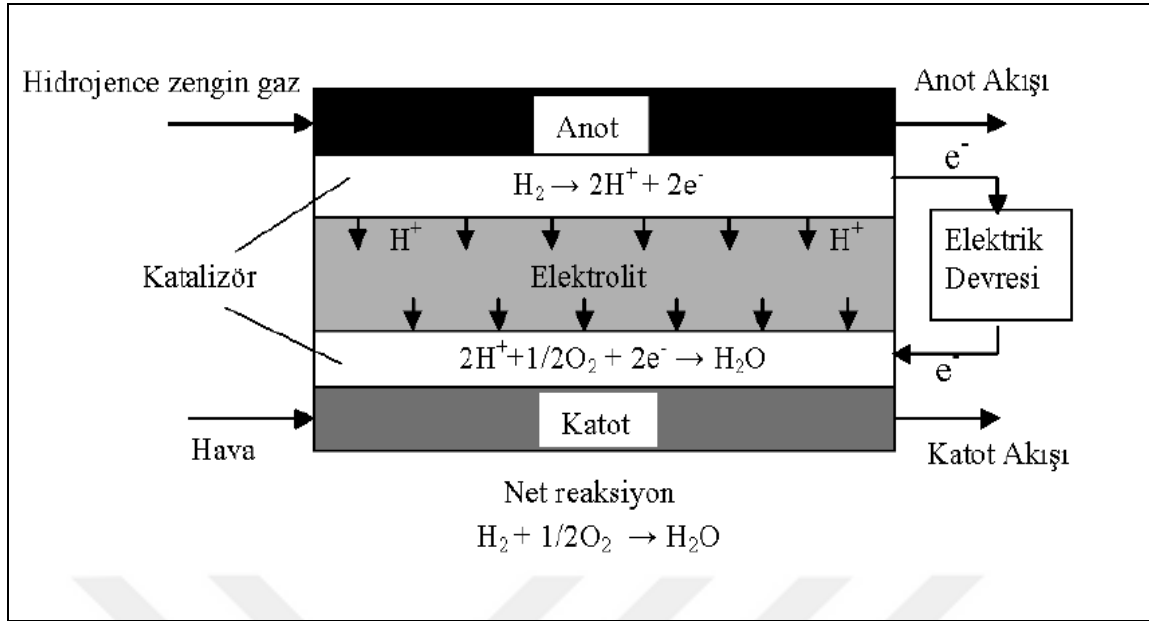 Hidrojence zengin gaz
Anot Akışı
Anot
e⁻
H₂ → 2H⁺ + 2e⁻
H⁺
H⁺
Elektrik
Devresi
Katalizör
Elektrolit
2H⁺+1/2O₂ + 2e⁻ → H₂O
e⁻
Hava
Katot
Katot Akışı
Net reaksiyon
H₂ + 1/2O₂ → H₂O